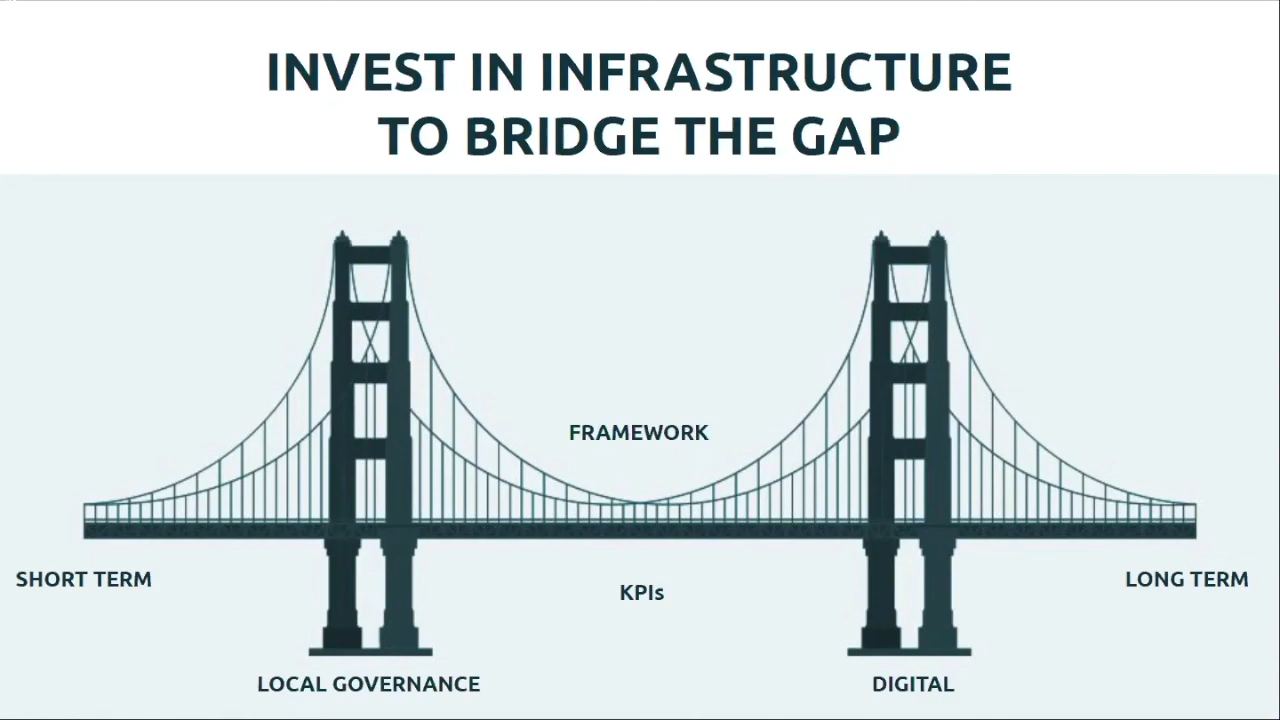 INVEST IN INFRASTRUCTURE
TO BRIDGE THE GAP
FRAMEWORK
SHORT TERM
KPIs
LONG TERM
LOCAL GOVERNANCE
DIGITAL